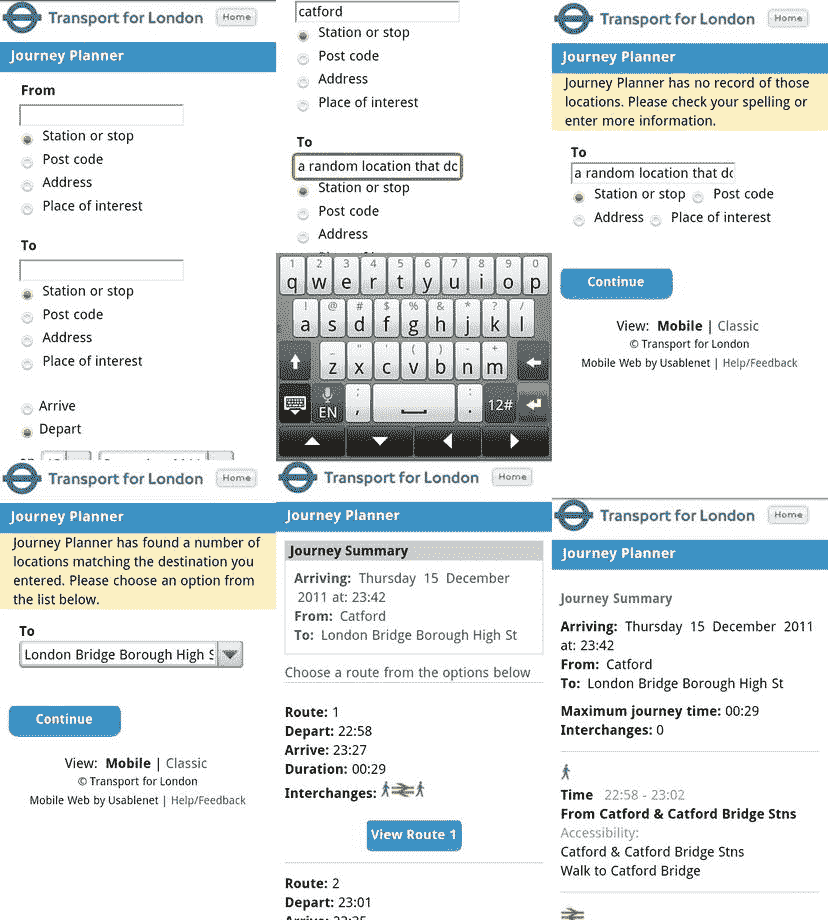 Transport for London Home
Journey Planner
From
Station or stop
Post code
Address
Place of interest
To
Station or stop
Post code
Address
Place of interest
Arrive
Depart
catford
Station or stop
Post code
Address
Place of interest
To
a random location that dc
Station or stop
Post code
Address
1 2 3 4 5 6 7 8 9 0
q w e r t y u i o p
! @ # $ % & * ? /
a s d f g h j k l
_ " ' ( ) - +
z x c v b n m
EN , ; : . 12#
Transport for London Home
Journey Planner
Journey Planner has no record of those
locations. Please check your spelling or
enter more information.
To
a random location that dc
Station or stop Post code
Address Place of interest
Continue
View: Mobile | Classic
© Transport for London
Mobile Web by Usablenet | Help/Feedback
Transport for London Home
Journey Planner
Journey Planner has found a number of
locations matching the destination you
entered. Please choose an option from
the list below.
To
London Bridge Borough High S
Continue
View: Mobile | Classic
© Transport for London
Mobile Web by Usablenet | Help/Feedback
Transport for London Home
Journey Planner
Journey Summary
Arriving: Thursday 15 December
2011 at: 23:42
From: Catford
To: London Bridge Borough High St
Choose a route from the options below
Route: 1
Depart: 22:58
Arrive: 23:27
Duration: 00:29
Interchanges:
View Route 1
Route: 2
Depart: 23:01
Transport for London Home
Journey Planner
Journey Summary
Arriving: Thursday 15 December 2011
at: 23:42
From: Catford
To: London Bridge Borough High St
Maximum journey time: 00:29
Interchanges: 0
Time 22:58 - 23:02
From Catford & Catford Bridge Stns
Accessibility:
Catford & Catford Bridge Stns
Walk to Catford Bridge